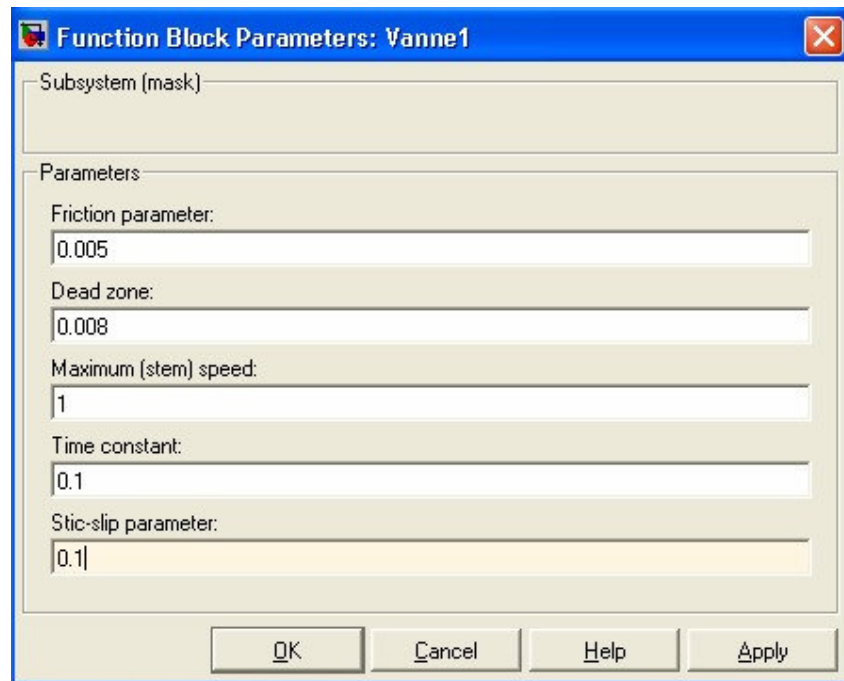 Function Block Parameters: Vanne1
Subsystem (mask)
Parameters
Friction parameter:
0.005
Dead zone:
0.008
Maximum (stem) speed:
1
Time constant:
0.1
Stic-slip parameter:
0.1
OK Cancel Help Apply